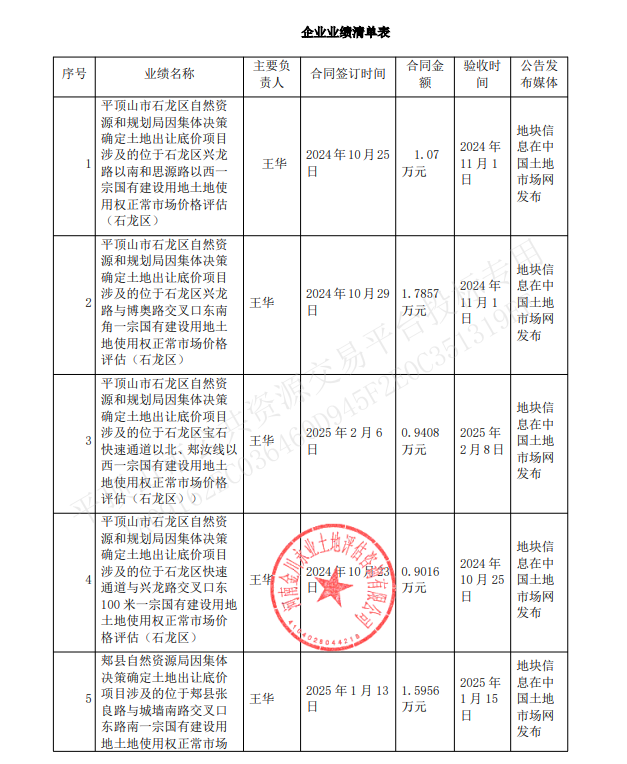 企业业绩清单表
序号 业绩名称 主要负责人 合同签订时间 合同金额 验收时间 公告发布媒体
1
平顶山市石龙区自然资
源和规划局因集体决策
确定土地出让底价项目
涉及的位于石龙区兴龙
路以南和思源路以西一
宗国有建设用地土地使
用权正常市场价格评估
（石龙区）
王华
2024 年 10 月 25
日
1.07
万元
2024 年
11 月 1
日
地块信
息在中
国土地
市场网
发布
2
平顶山市石龙区自然资
源和规划局因集体决策
确定土地出让底价项目
涉及的位于石龙区兴龙
路与博奥路交叉口东南
角一宗国有建设用地土
地使用权正常市场价格
评估（石龙区）
王华
2024 年 10 月 29
日
1.7857
万元
2024 年
11 月 1
日
地块信
息在中
国土地
市场网
发布
3
平顶山市石龙区自然资
源和规划局因集体决策
确定土地出让底价项目
涉及的位于石龙区宝石
快速通道以北、郏汝线以
西一宗国有建设用地土
地使用权正常市场价格
评估（石龙区））
王华
2025 年 2 月 6
日
0.9408
万元
2025 年
2 月 8 日
地块信
息在中
国土地
市场网
发布
4
平顶山市石龙区自然资
源和规划局因集体决策
确定土地出让底价项目
涉及的位于石龙区快速
通道与兴龙路交叉口东
100 米一宗国有建设用地
土地使用权正常市场价
格评估（石龙区）
王华
2024 年 10 月 23
日
0.9016
万元
2024 年
10 月 25
日
地块信
息在中
国土地
市场网
发布
河南金川永业土地评估咨询有限公司
4104028044218
5
郏县自然资源局因集体
决策确定土地出让底价
项目涉及的位于郏县张
良路与城墙南路交叉口
东路南一宗国有建设用
地土地使用权正常市场
王华
2025 年 1 月 13
日
1.5956
万元
2025 年
1 月 15
日
地块信
息在中
国土地
市场网
发布